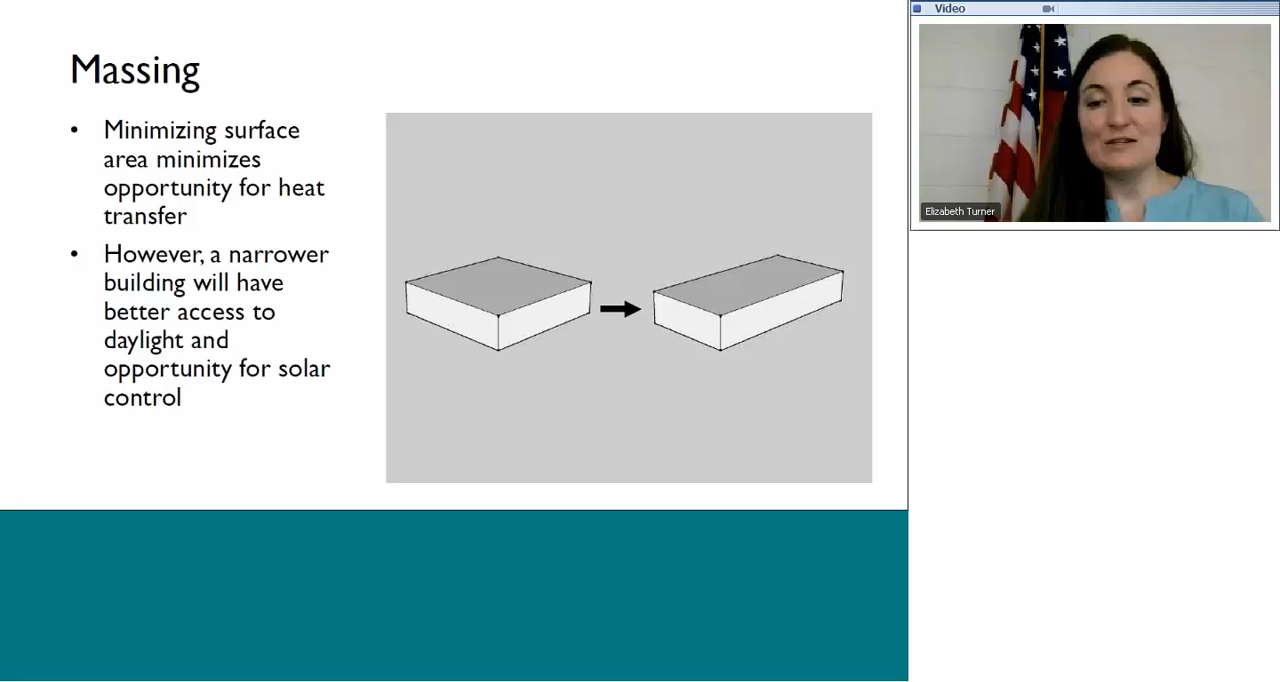 Massing
• Minimizing surface
area minimizes
opportunity for heat
transfer
• However, a narrower
building will have
better access to
daylight and
opportunity for solar
control
Video
Elizabeth Turner